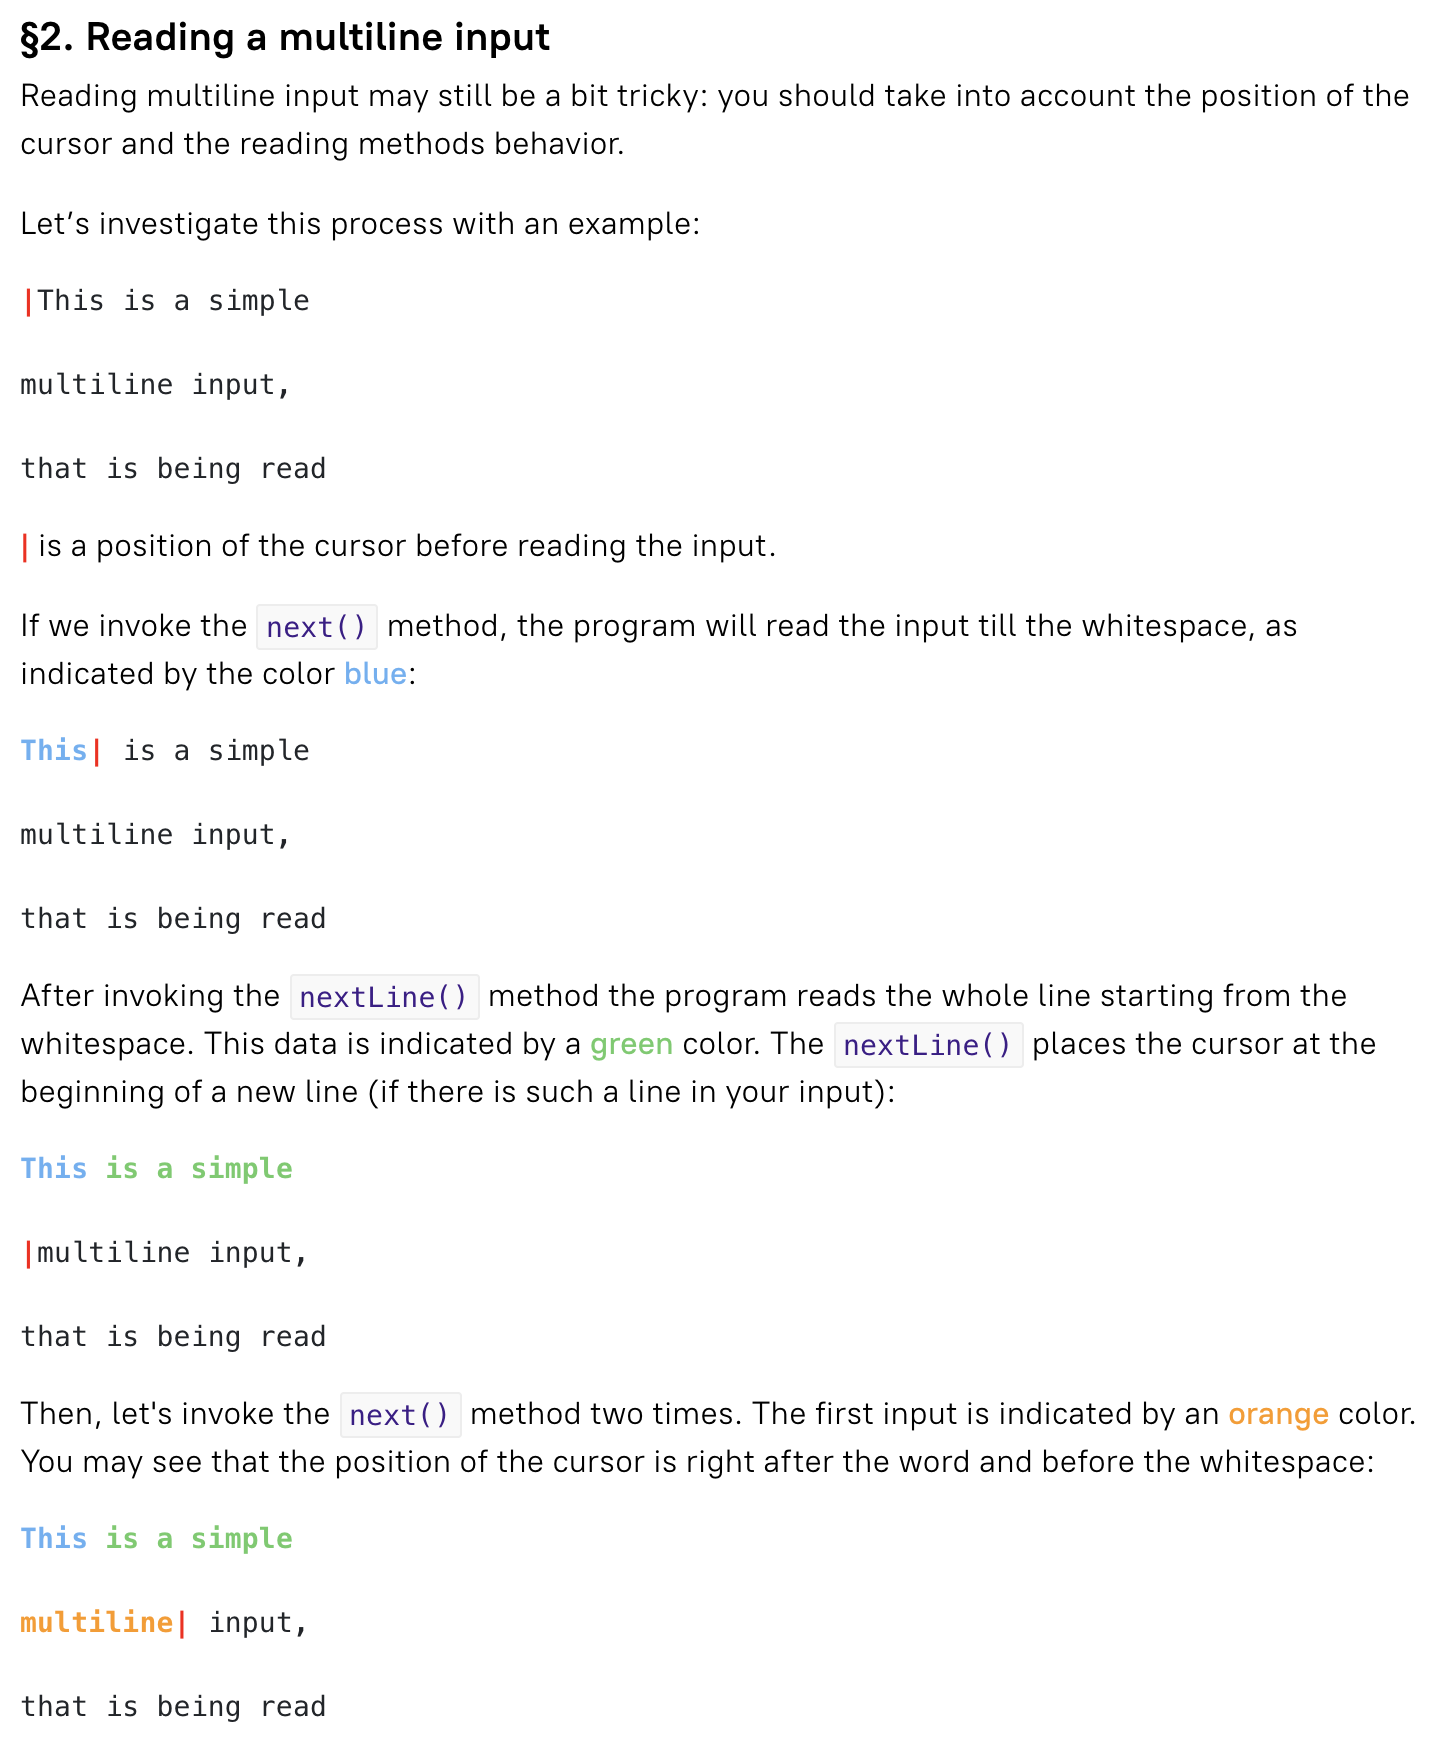 §2. Reading a multiline input
Reading multiline input may still be a bit tricky: you should take into account the position of the
cursor and the reading methods behavior.
Let’s investigate this process with an example:
|This is a simple
multiline input,
that is being read
| is a position of the cursor before reading the input.
If we invoke the next() method, the program will read the input till the whitespace, as
indicated by the color blue:
This| is a simple
multiline input,
that is being read
After invoking the nextLine() method the program reads the whole line starting from the
whitespace. This data is indicated by a green color. The nextLine() places the cursor at the
beginning of a new line (if there is such a line in your input):
This is a simple
|multiline input,
that is being read
Then, let's invoke the next() method two times. The first input is indicated by an orange color.
You may see that the position of the cursor is right after the word and before the whitespace:
This is a simple
multiline| input,
that is being read